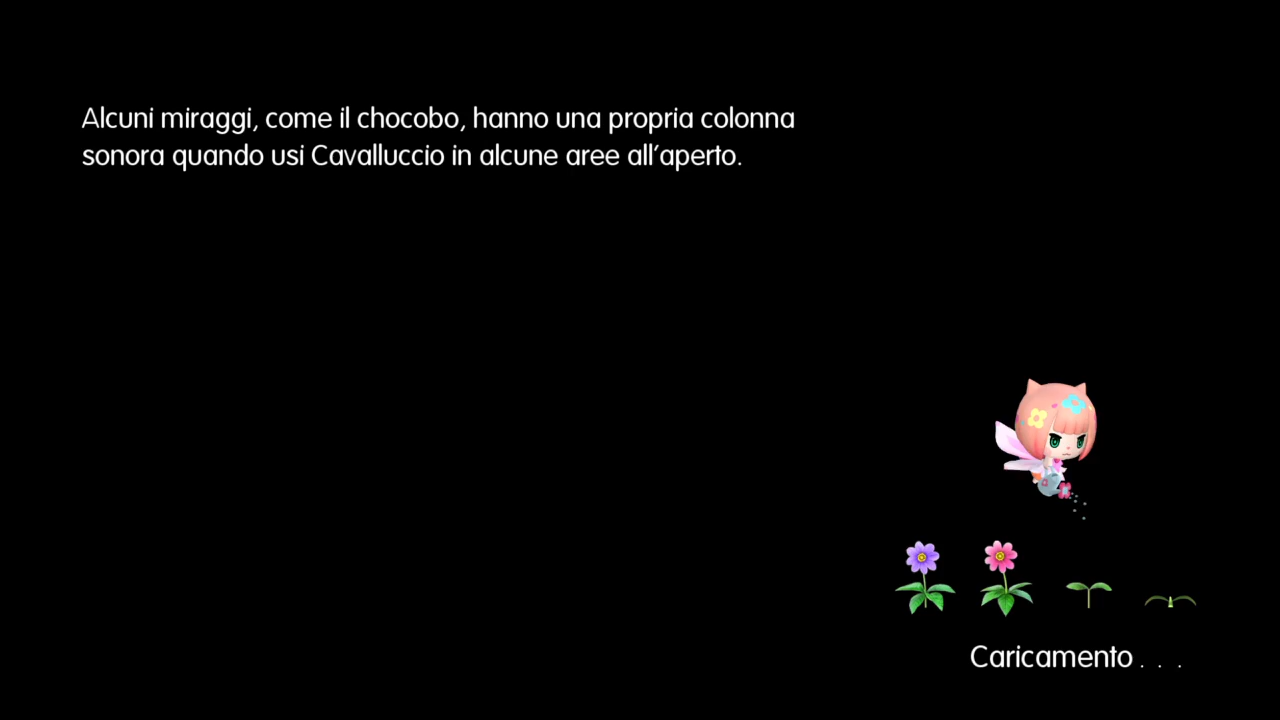 Alcuni miraggi, come il chocobo, hanno una propria colonna
sonora quando usi Cavalluccio in alcune aree all'aperto.
Caricamento . . .